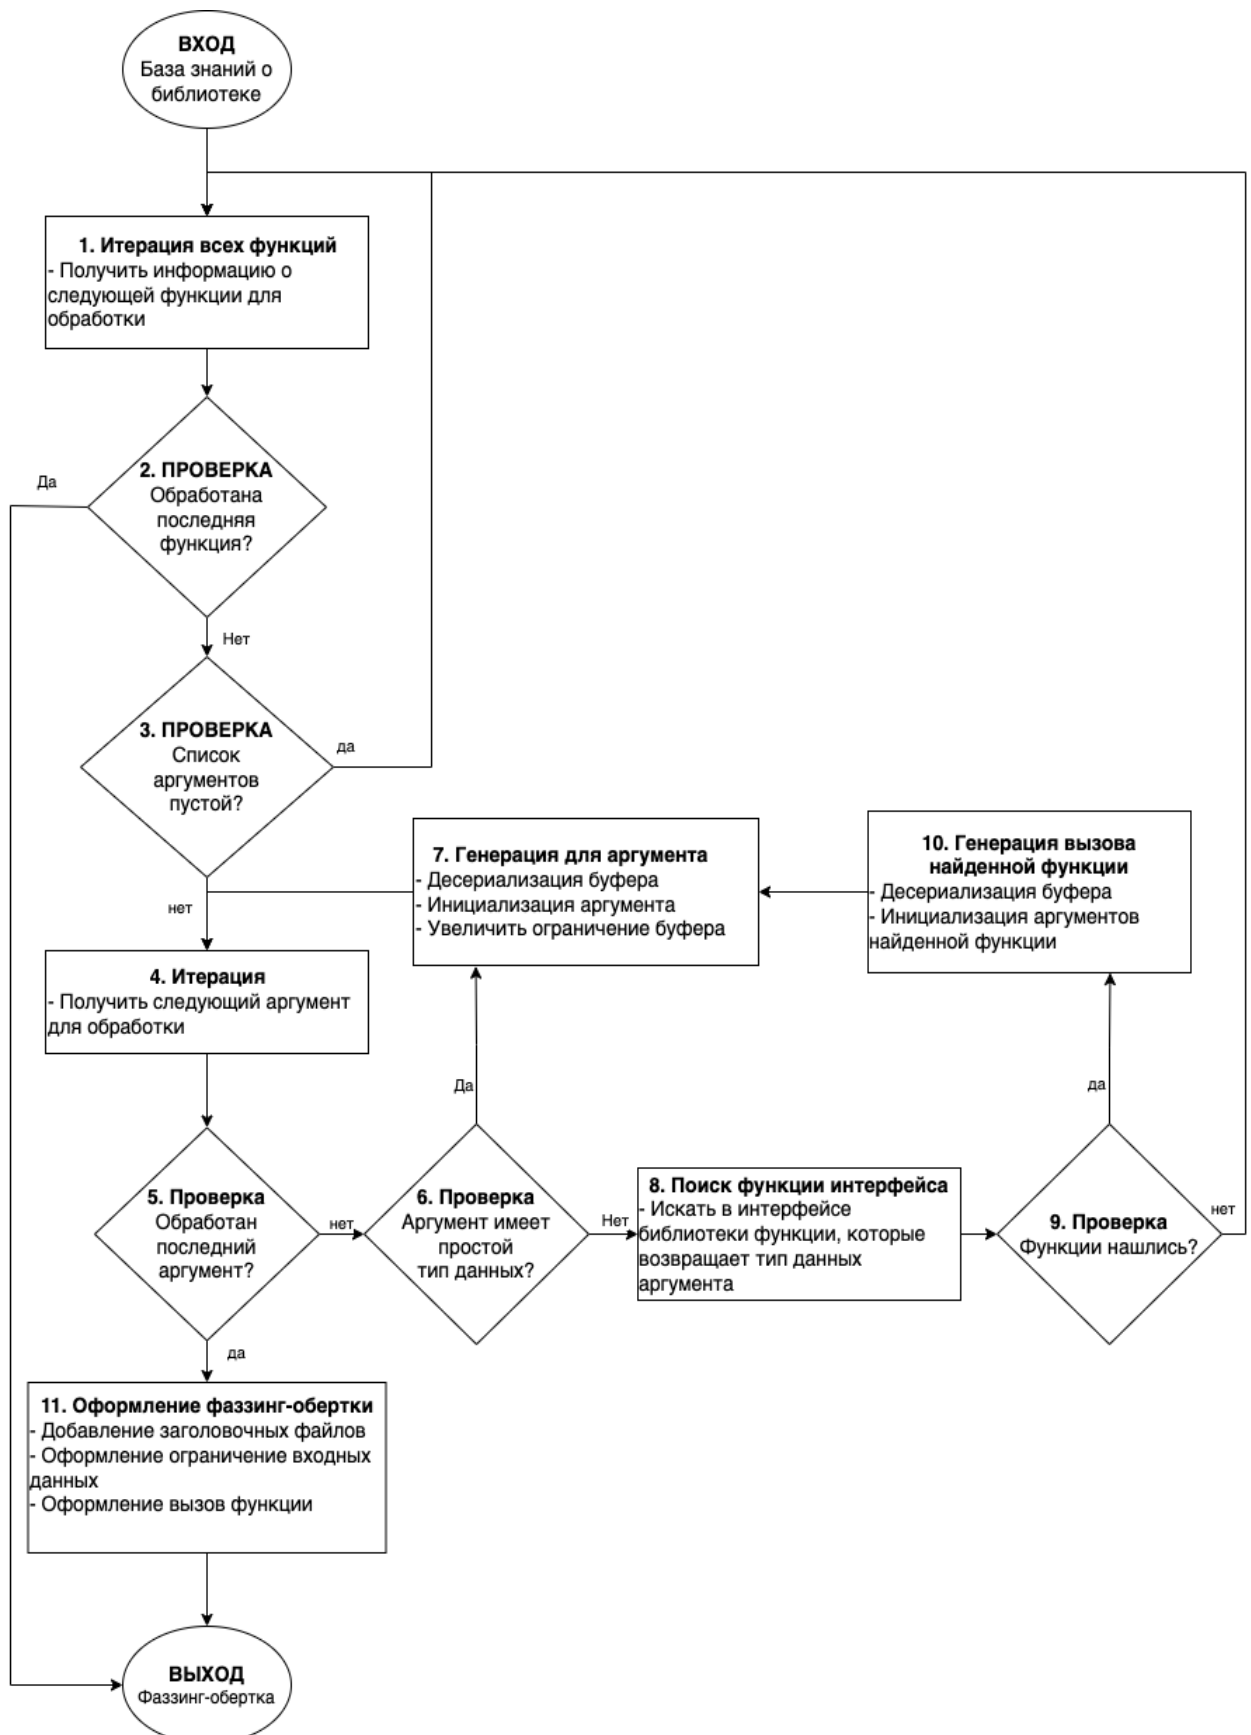 ВХОД
База знаний о
библиотеке
1. Итерация всех функций
- Получить информацию о
следующей функции для
обработки
2. ПРОВЕРКА
Обработана
последняя
функция?
Да
Нет
3. ПРОВЕРКА
Список
аргументов
пустой?
да
нет
4. Итерация
- Получить следующий аргумент
для обработки
5. Проверка
Обработан
последний
аргумент?
нет
да
6. Проверка
Аргумент имеет
простой
тип данных?
Да
Нет
7. Генерация для аргумента
- Десериализация буфера
- Инициализация аргумента
- Увеличить ограничение буфера
8. Поиск функции интерфейса
- Искать в интерфейсе
библиотеки функции, которые
возвращает тип данных
аргумента
9. Проверка
Функции нашлись?
да
нет
10. Генерация вызова
найденной функции
- Десериализация буфера
- Инициализация аргументов
найденной функции
11. Оформление фаззинг-обертки
- Добавление заголовочных файлов
- Оформление ограничение входных
данных
- Оформление вызов функции
ВЫХОД
Фаззинг-обертка